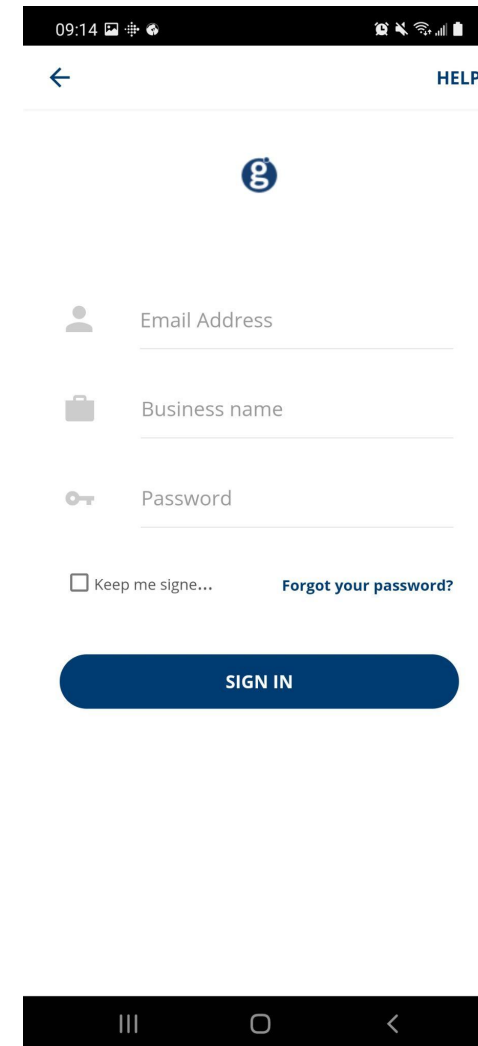 09:14
HELP
g
Email Address
Business name
Password
Keep me signe...
Forgot your password?
SIGN IN